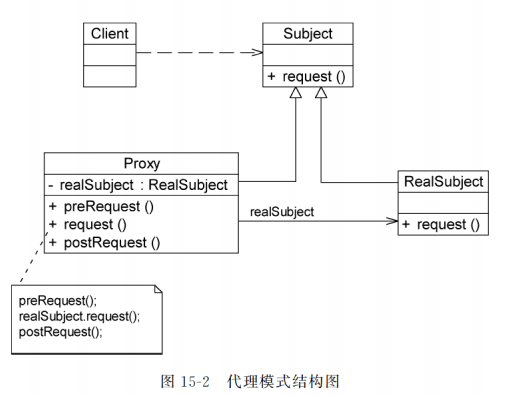 Client
Subject
+ request ()
Proxy
- realSubject : RealSubject
+ preRequest ()
+ request ()
+ postRequest ()
realSubject
RealSubject
+ request ()
preRequest();
realSubject.request();
postRequest();
图 15-2 代理模式结构图